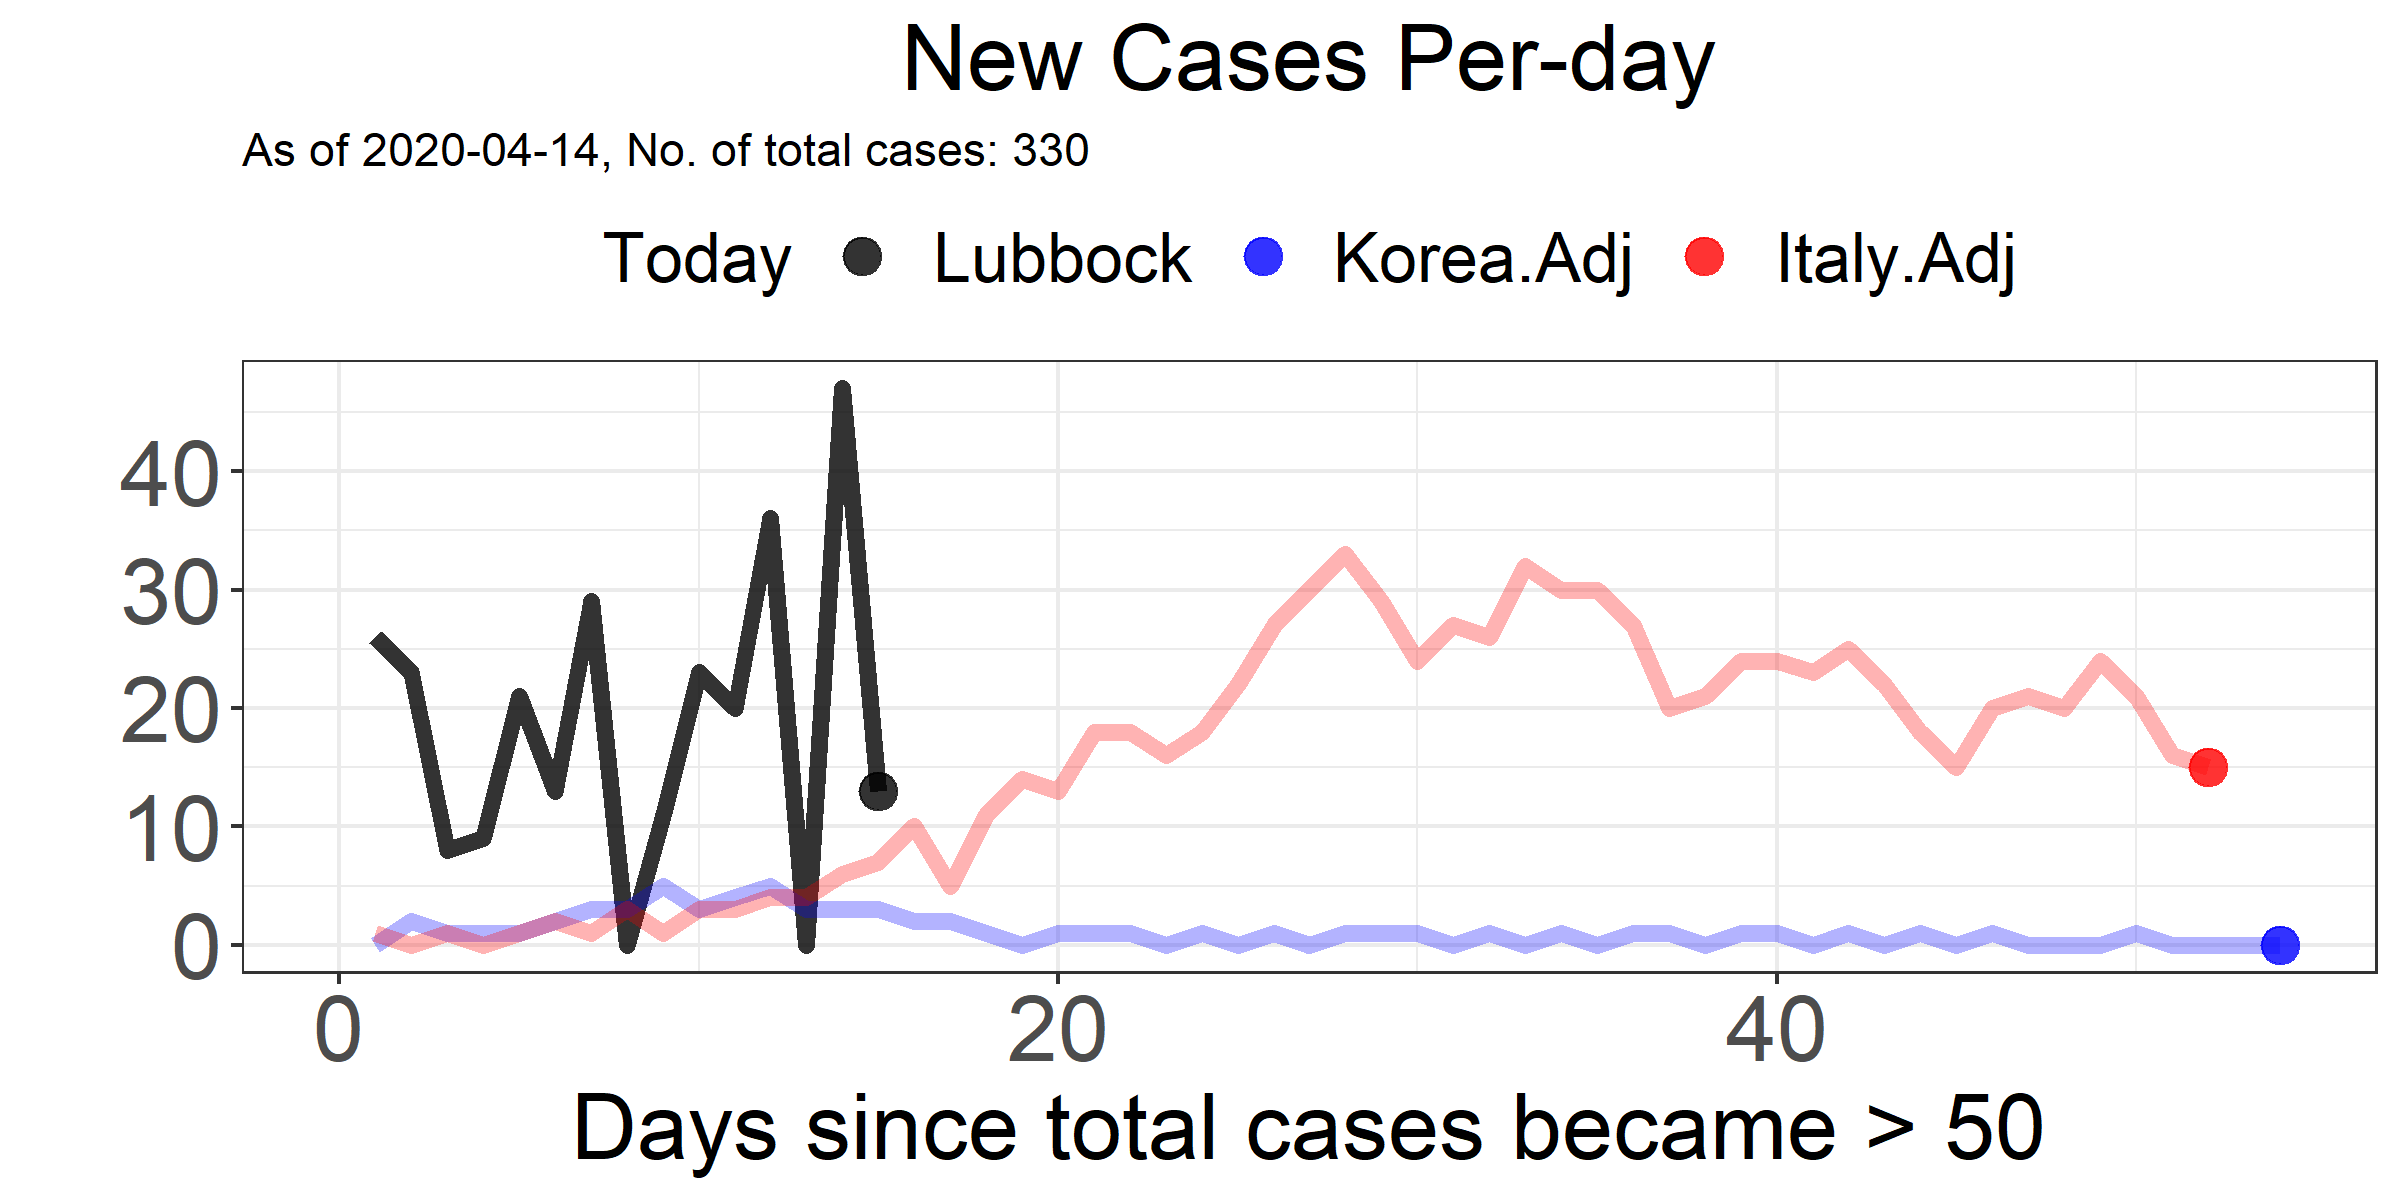 New Cases Per-day
As of 2020-04-14, No. of total cases: 330
Today Lubbock Korea.Adj Italy.Adj
40
30
20
10
0
0 20 40
Days since total cases became > 50